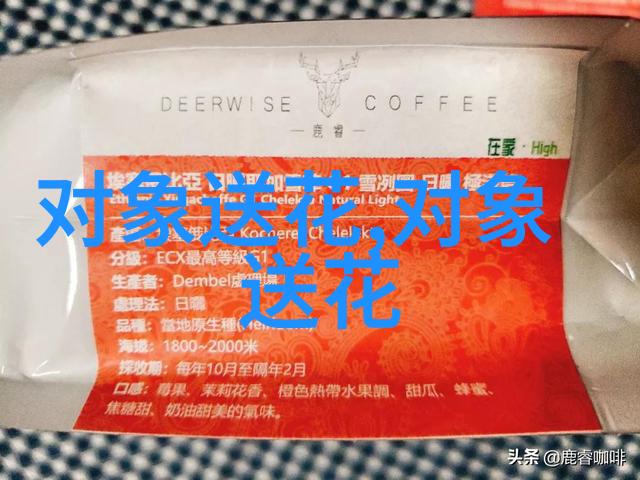 DEERWISE COFFEE
鹿睿
在蒙·High
对象送花,对象
送花
分級：ECX最高等級G1
生產者：Dembel處理場
處理法：日曬
品種：當地原生種
海拔：1800~2000米
採收期：每年10月至隔年2月
口感：莓果、茉莉花香、橙色熱帶水果調、甜瓜、蜂蜜、
焦糖甜、奶油甜美的氣味。
头条 @鹿睿咖啡